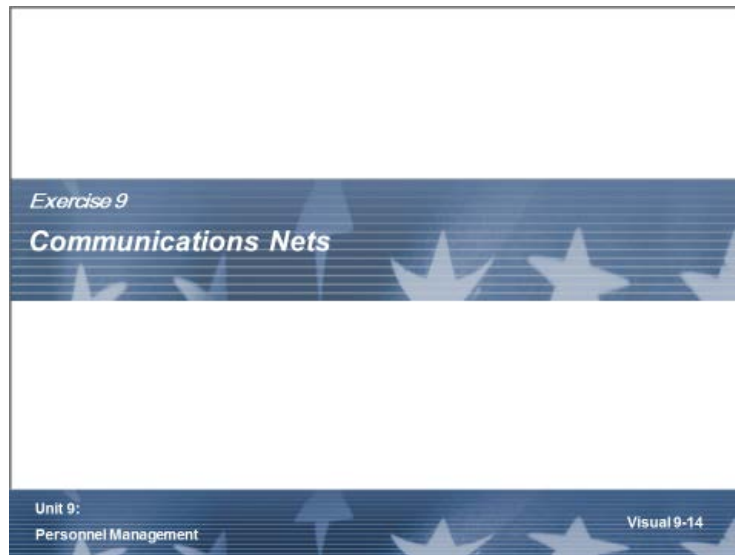 Exercise 9
Communications Nets
Unit 9:
Personnel Management
Visual 9-14